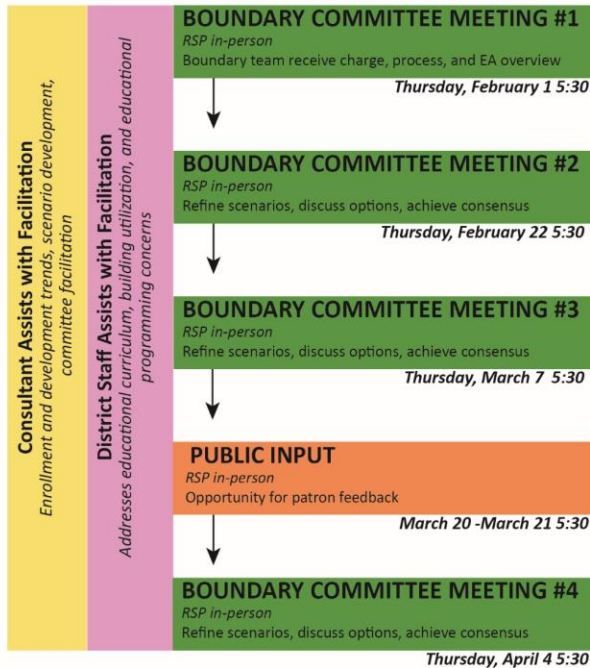 Consultant Assists with Facilitation
Enrollment and development trends, scenario development,
committee facilitation
District Staff Assists with Facilitation
Addresses educational curriculum, building utilization, and educational
programming concerns
BOUNDARY COMMITTEE MEETING #1
RSP in-person
Boundary team receive charge, process, and EA overview
Thursday, February 1 5:30
BOUNDARY COMMITTEE MEETING #2
RSP in-person
Refine scenarios, discuss options, achieve consensus
Thursday, February 22 5:30
BOUNDARY COMMITTEE MEETING #3
RSP in-person
Refine scenarios, discuss options, achieve consensus
Thursday, March 7 5:30
PUBLIC INPUT
RSP in-person
Opportunity for patron feedback
March 20 -March 21 5:30
BOUNDARY COMMITTEE MEETING #4
RSP in-person
Refine scenarios, discuss options, achieve consensus
Thursday, April 4 5:30